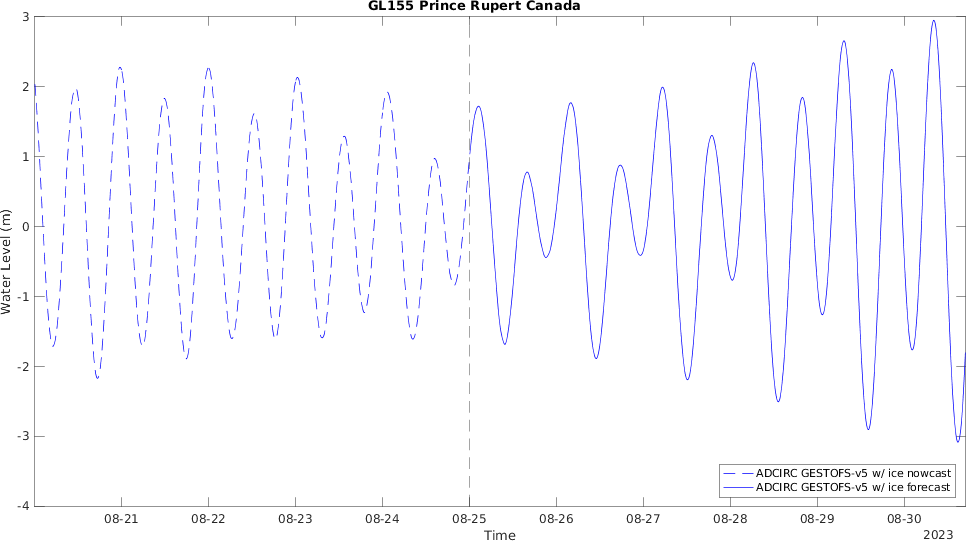 GL155 Prince Rupert Canada
3
2
1
0
-1
-2
-3
-4
Water Level (m)
ADCIRC GESTOFS-v5 w/ ice nowcast
ADCIRC GESTOFS-v5 w/ ice forecast
08-21 08-22 08-23 08-24 08-25 08-26 08-27 08-28 08-29 08-30
Time
2023